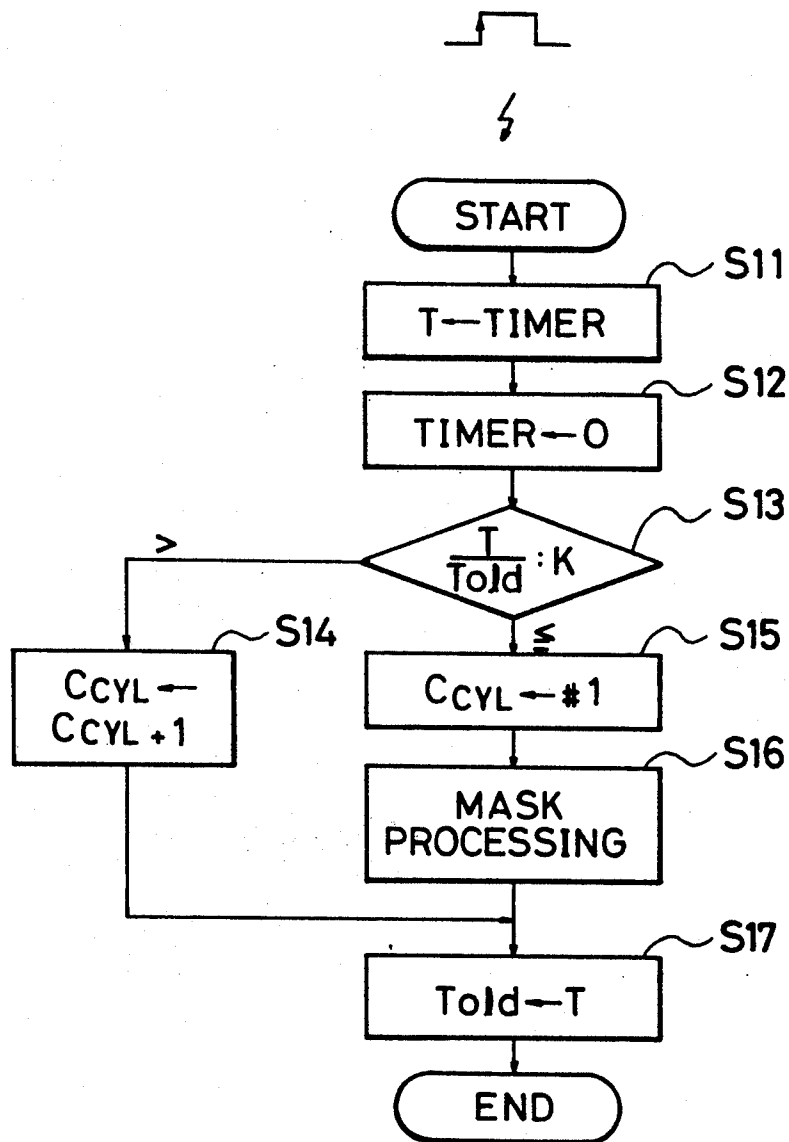 START
S11
T←TIMER
S12
TIMER←0
S13
T
Told
:K
>
≦
S14
CCYL←
CCYL+1
S15
CCYL←#1
S16
MASK
PROCESSING
S17
Told←T
END